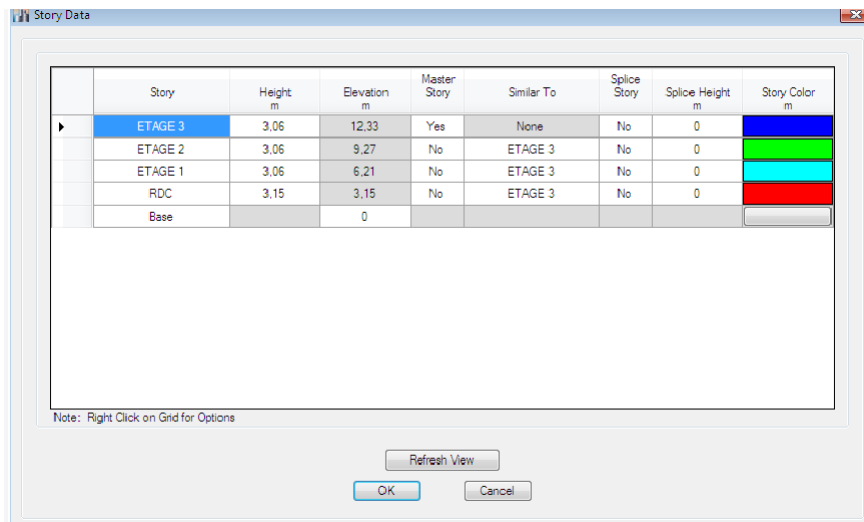 Story Data
Story Height m Elevation m Master Story Similar To Splice Story Splice Height m Story Color m
ETAGE 3 3,06 12,33 Yes None No 0
ETAGE 2 3,06 9,27 No ETAGE 3 No 0
ETAGE 1 3,06 6,21 No ETAGE 3 No 0
RDC 3,15 3,15 No ETAGE 3 No 0
Base 0
Note: Right Click on Grid for Options
Refresh View
OK Cancel